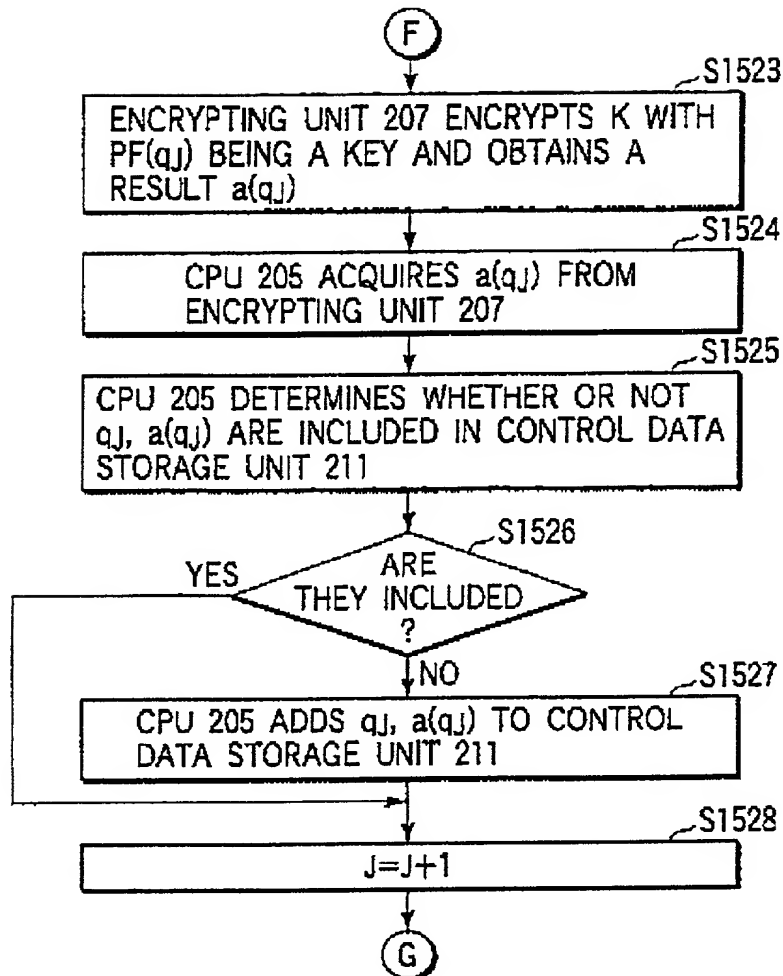 F
S1523
ENCRYPTING UNIT 207 ENCRYPTS K WITH
PF(qJ) BEING A KEY AND OBTAINS A
RESULT a(qJ)
S1524
CPU 205 ACQUIRES a(qJ) FROM
ENCRYPTING UNIT 207
S1525
CPU 205 DETERMINES WHETHER OR NOT
qJ, a(qJ) ARE INCLUDED IN CONTROL DATA
STORAGE UNIT 211
S1526
YES
ARE
THEY INCLUDED
?
NO
S1527
CPU 205 ADDS qJ, a(qJ) TO CONTROL
DATA STORAGE UNIT 211
S1528
J=J+1
G